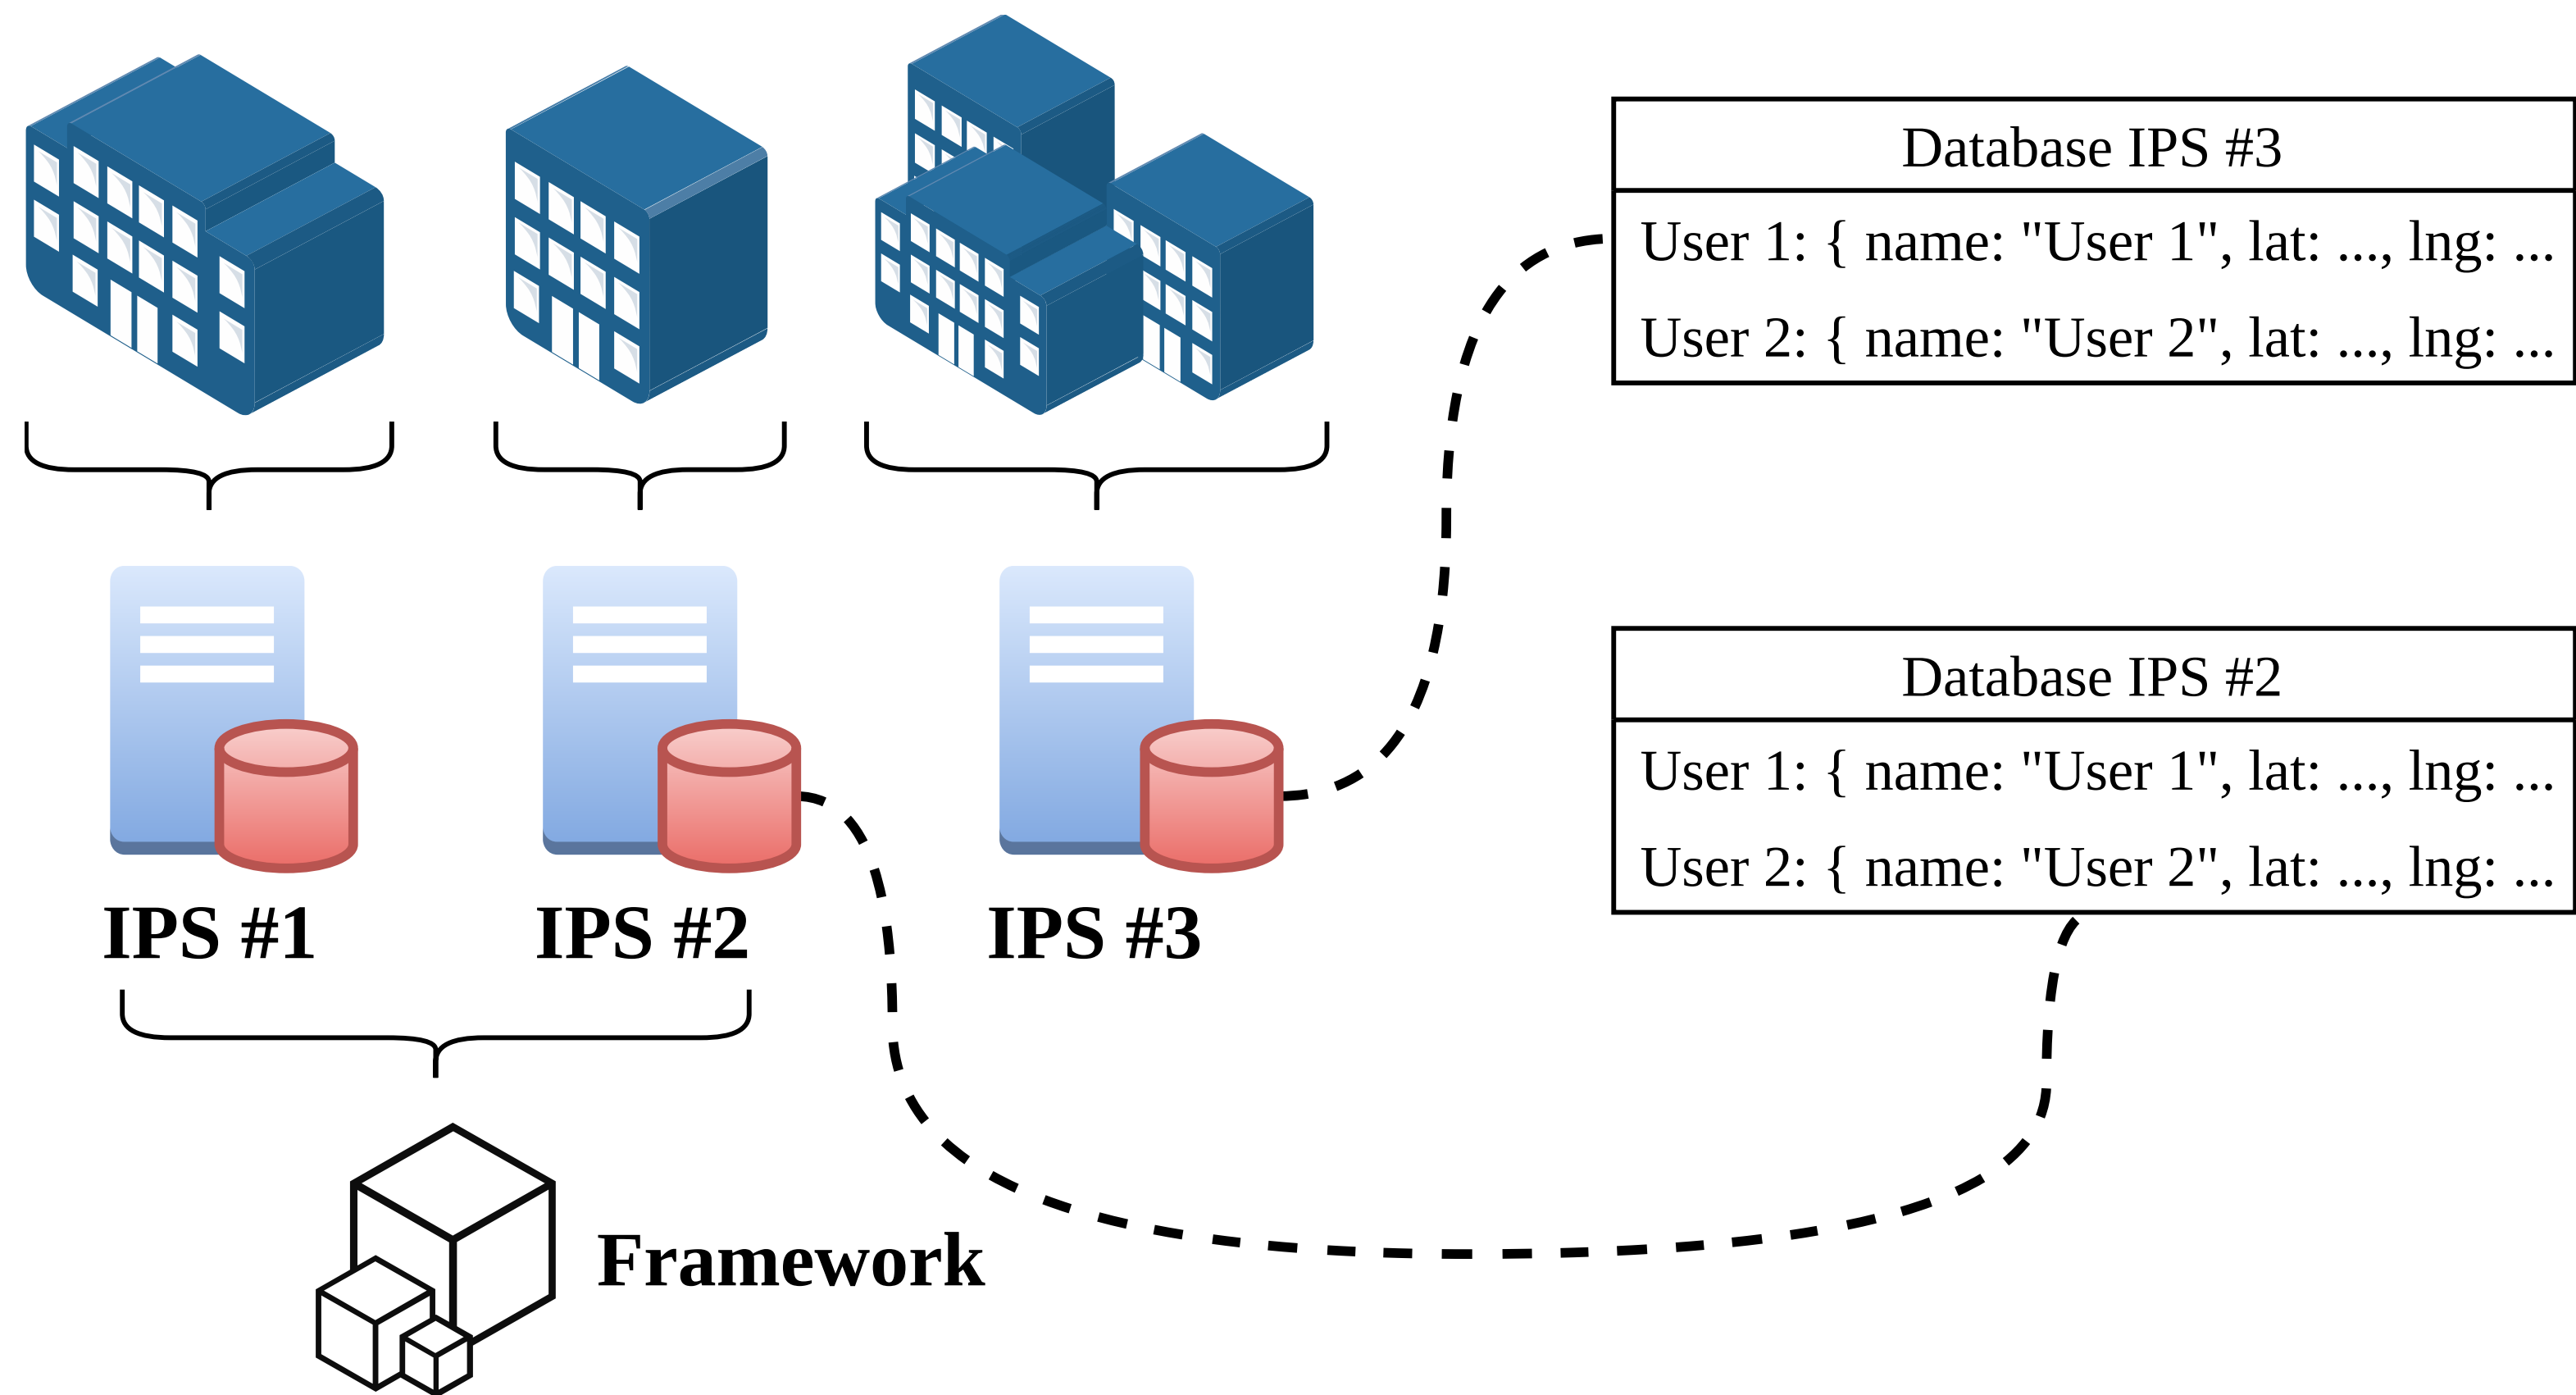 Database IPS #3
User 1: { name: "User 1", lat: ..., lng: ...
User 2: { name: "User 2", lat: ..., lng: ...
Database IPS #2
User 1: { name: "User 1", lat: ..., lng: ...
User 2: { name: "User 2", lat: ..., lng: ...
IPS #1
IPS #2
IPS #3
Framework